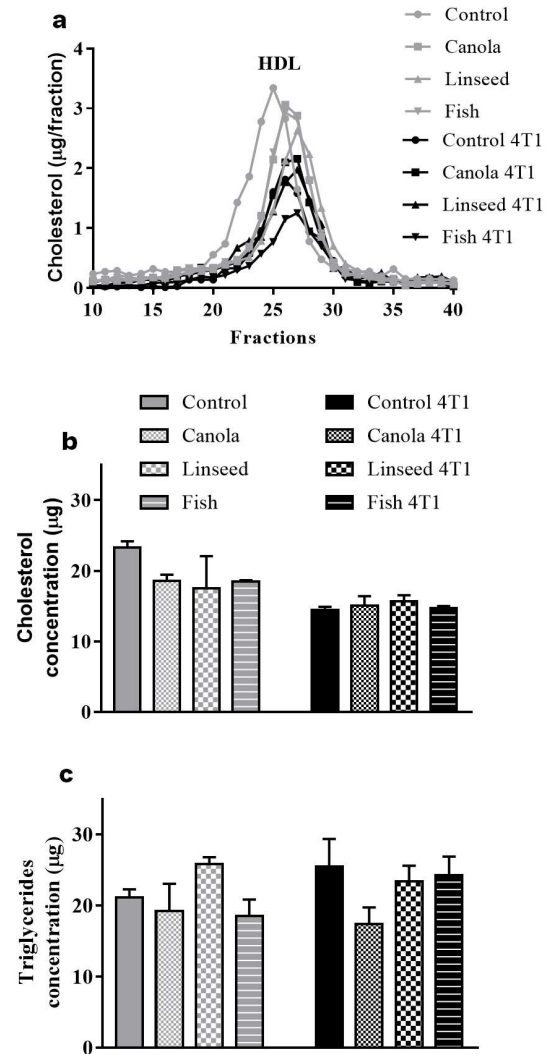 a
4
3
2
1
0
Cholesterol (µg/fraction)
HDL
10 15 20 25 30 35 40
Fractions
Control
Canola
Linseed
Fish
Control 4T1
Canola 4T1
Linseed 4T1
Fish 4T1
b
Control
Canola
Linseed
Fish
Control 4T1
Canola 4T1
Linseed 4T1
Fish 4T1
30
20
10
0
Cholesterol
concentration (µg)
c
30
20
10
0
Triglycerides
concentration (µg)